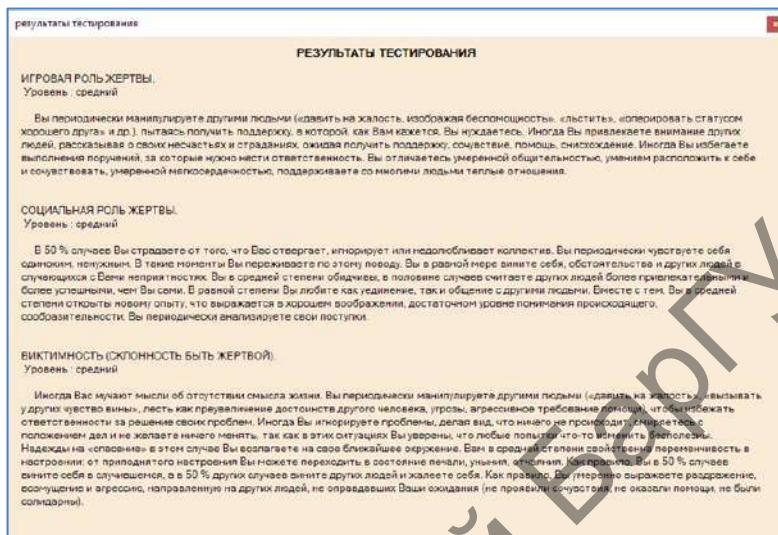 результаты тестирования
РЕЗУЛЬТАТЫ ТЕСТИРОВАНИЯ
ИГРОВАЯ РОЛЬ ЖЕРТВЫ.
Уровень : средний
Вы периодически манипулируете другими людьми («давить на жалость, изображая беспомощность», «льстить», «оперировать статусом
хорошего друга» и др.), пытаясь получить поддержку, в которой, как Вам кажется, Вы нуждаетесь. Иногда Вы привлекаете внимание других
людей, рассказывая о своих несчастьях и страданиях, ожидая получить поддержку, сочувствие, помощь, снисхождение. Иногда Вы избегаете
выполнения поручений, за которые нужно нести ответственность. Вы отличаетесь умеренной общительностью, умением расположить к себе
и сочувствовать, умеренной мягкосердечностью, поддерживаете со многими людьми теплые отношения.
СОЦИАЛЬНАЯ РОЛЬ ЖЕРТВЫ.
Уровень : средний
В 50 % случаев Вы страдаете от того, что Вас отвергает, игнорирует или недолюбливает коллектив. Вы периодически чувствуете себя
одиноким, ненужным. В такие моменты Вы переживаете по этому поводу. Вы в равной мере вините себя, обстоятельства и других людей в
случающихся с Вами неприятностях. Вы в средней степени обидчивы, в половине случаев считаете других людей более привлекательными и
более успешными, чем Вы сами. В равной степени Вы любите как уединение, так и общение с другими людьми. Вместе с тем, Вы в средней
степени открыты новому опыту, что выражается в хорошем воображении, достаточном уровне понимания происходящего,
сообразительности. Вы периодически анализируете свои поступки.
ВИКТИМНОСТЬ (СКЛОННОСТЬ БЫТЬ ЖЕРТВОЙ).
Уровень : средний
Иногда Вас мучают мысли об отсутствии смысла жизни. Вы периодически манипулируете другими людьми («давить на жалость», «вызывать
у других чувство вины», лесть как преувеличение достоинств другого человека, угрозы, агрессивное требование помощи), чтобы избежать
ответственности за решение своих проблем. Иногда Вы игнорируете проблемы, делая вид, что ничего не происходит, смиряетесь с
положением дел и не желаете ничего менять, так как в этих ситуациях Вы уверены, что любые попытки что-то изменить бесполезны.
Надежды на «спасение» в этом случае Вы возлагаете на свое ближайшее окружение. Вам в средней степени свойственна переменчивость в
настроении: от приподнятого настроения Вы можете переходить в состояние печали, уныния, отчаяния. Как правило, Вы в 50 % случаев
вините себя в случившемся, а в 50 % других случаев вините других людей и жалеете себя. Как правило, Вы умеренно выражаете раздражение,
возмущение и агрессию, направленную на других людей, не оправдавших Ваши ожидания (не проявили сочувствия, не оказали помощи, не были
солидарны).